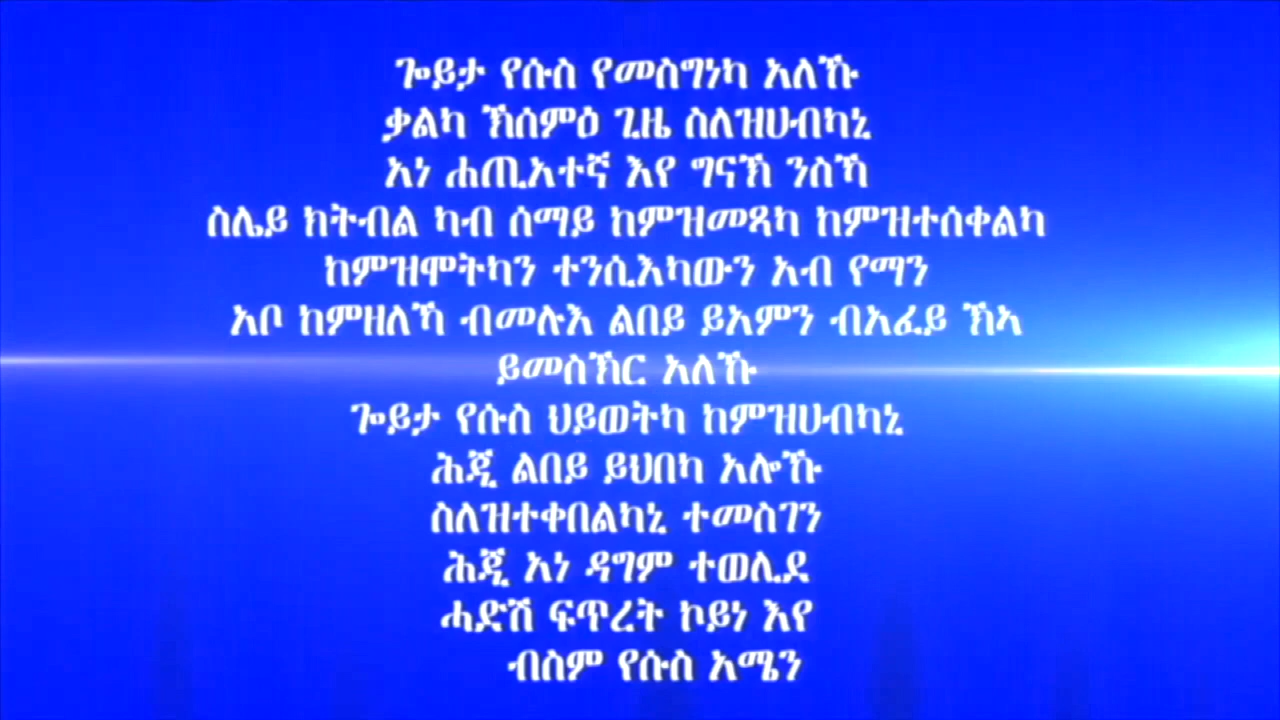 ጐይታ የሱስ የመስግነካ አለኹ
ቃልካ ኽሰምዕ ጊዜ ስለዝሀብካኒ
አነ ሐጢአተኛ እየ ግናኽ ንስኻ
ስሌይ ክትብል ካብ ሰማይ ከምዝመጻካ ከምዝተሰቀልካ
ከምዝሞትካን ተንሲእካውን አብ የማን
አቦ ከምዘለኻ ብመሉእ ልበይ ይአምን ብአፈይ ኽኣ
ይመስኽር አለኹ
ጐይታ የሱስ ህይወትካ ከምዝሀብካኒ
ሕጂ ልበይ ይህበካ አሎኹ
ስለዝተቀበልካኒ ተመስገን
ሕጂ አነ ዳግም ተወሊደ
ሓድሽ ፍጥረት ኮይነ እየ
ብስም የሱስ አሜን